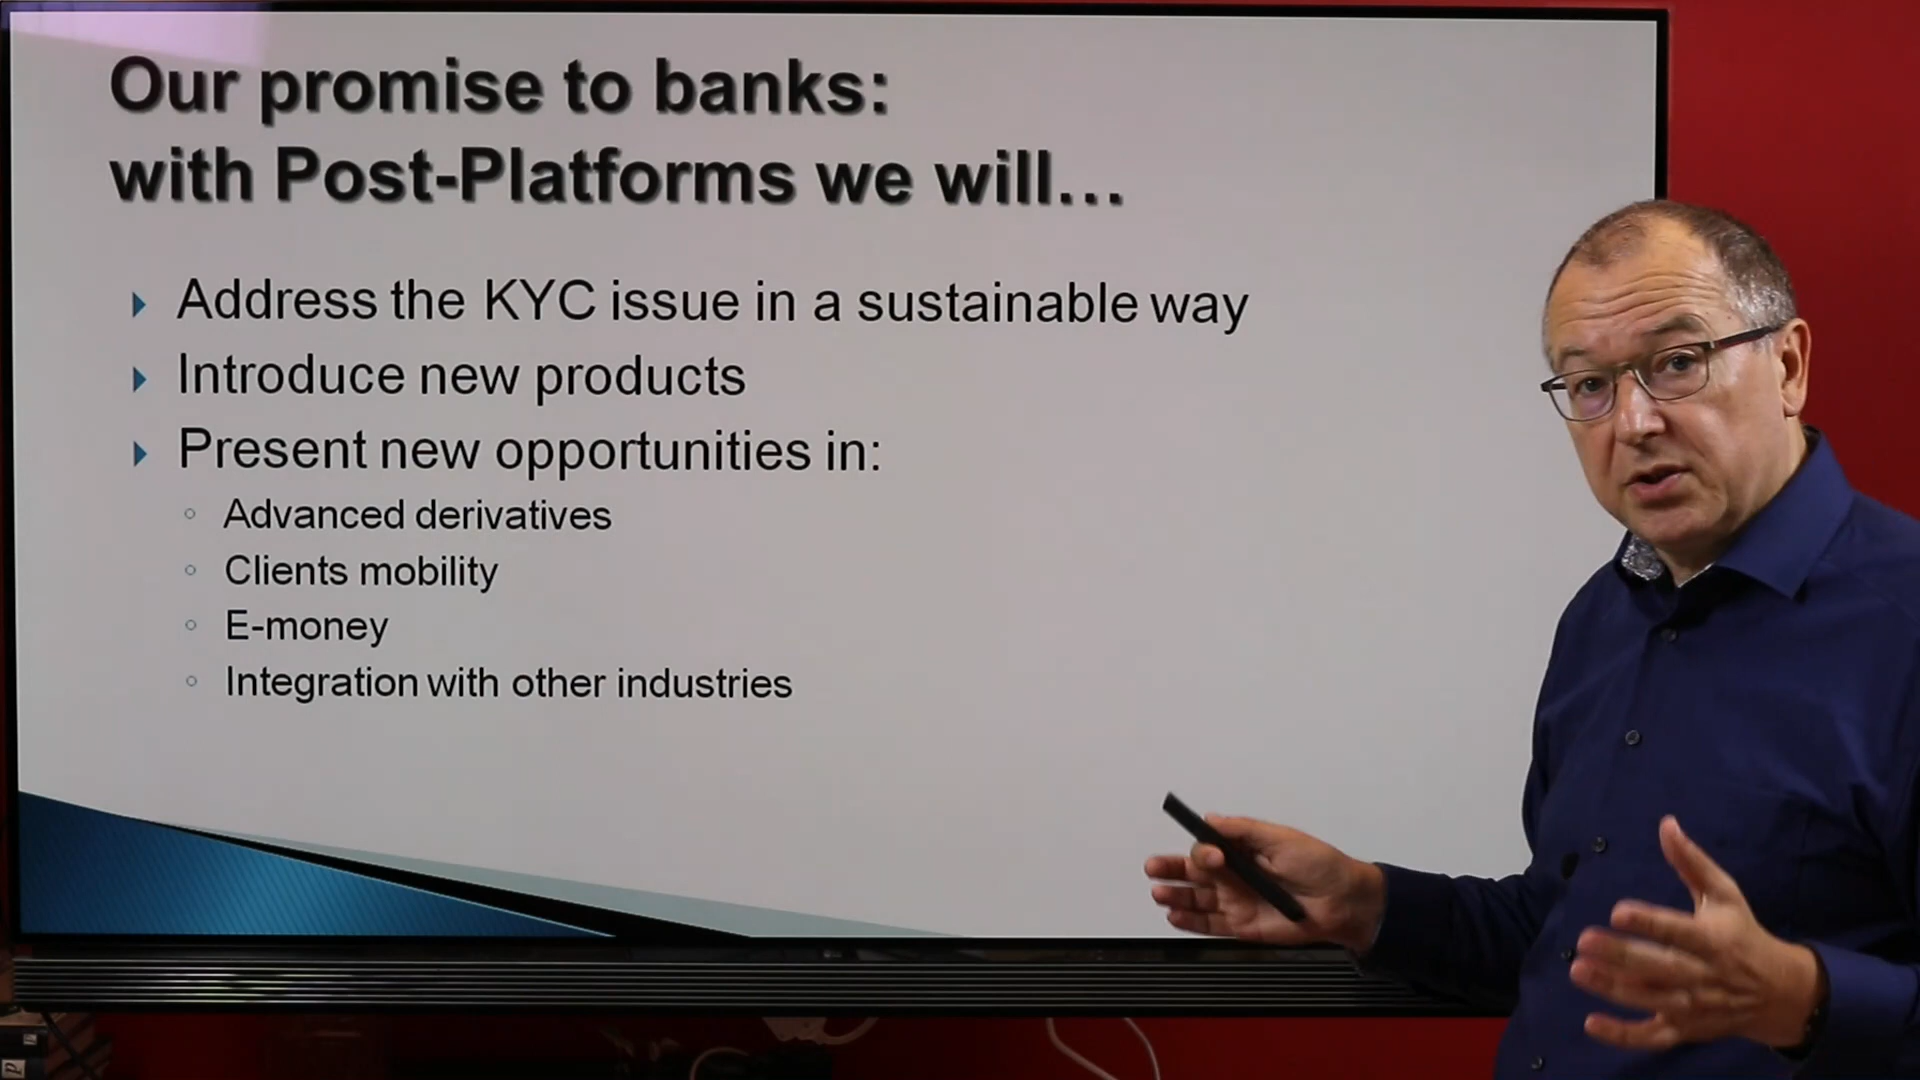 Our promise to banks:
with Post-Platforms we will...
Address the KYC issue in a sustainable way
Introduce new products
Present new opportunities in:
Advanced derivatives
Clients mobility
E-money
Integration with other industries